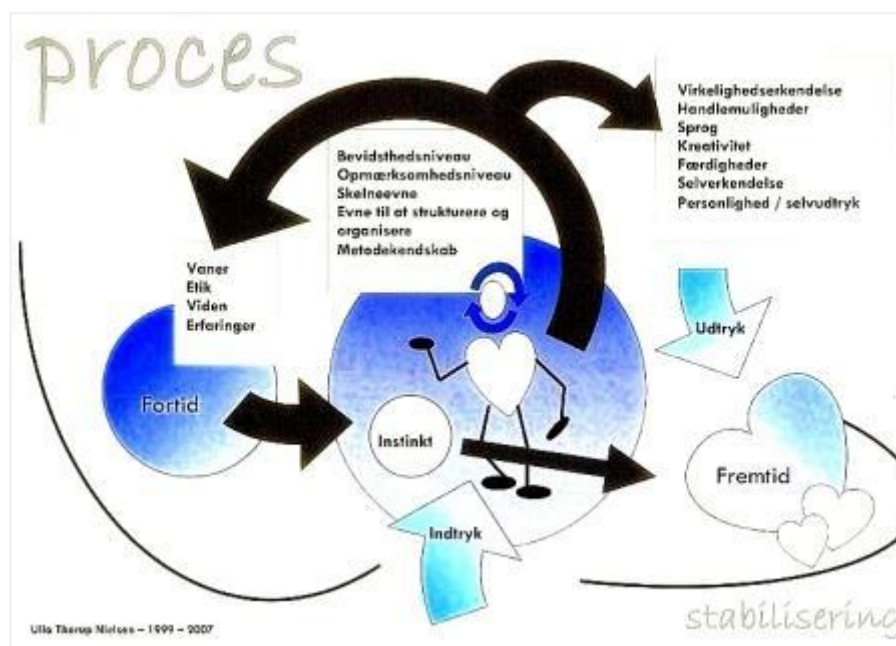 proces
Virkelighedserkendelse
Handlemuligheder
Sprog
Kreativitet
Færdigheder
Selverkendelse
Personlighed / selvudtryk
Bevidsthedsniveau
Opmærksomhedsniveau
Skelneevne
Evne til at strukturere og
organisere
Metodekendskab
Vaner
Etik
Viden
Erfaringer
Udtryk
Fortid
Instinkt
Fremtid
Indtryk
stabilisering
Ulla Thorup Nielsen – 1999 – 2007